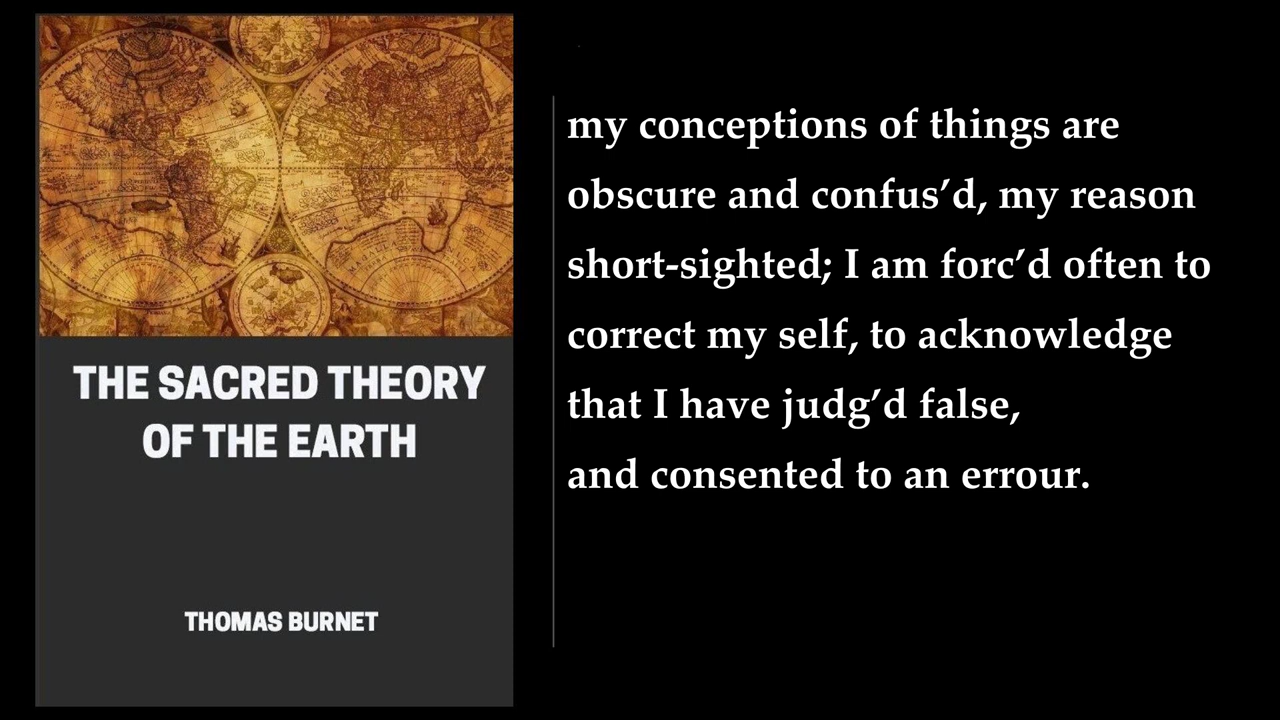 THE SACRED THEORY
OF THE EARTH
THOMAS BURNET
my conceptions of things are
obscure and confus’d, my reason
short-sighted; I am forc’d often to
correct my self, to acknowledge
that I have judg’d false,
and consented to an errour.